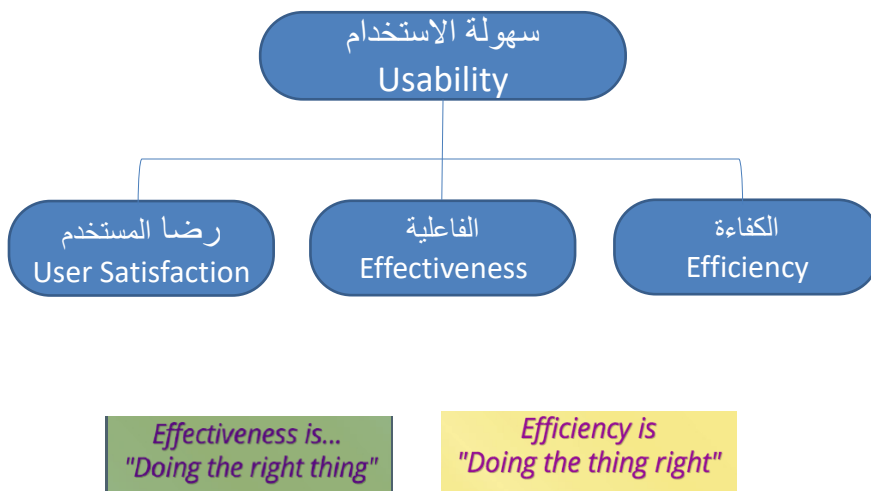 سهولة الاستخدام
Usability
رضا المستخدم
User Satisfaction
الفاعلية
Effectiveness
الكفاءة
Efficiency
Effectiveness is...
"Doing the right thing"
Efficiency is
"Doing the thing right"